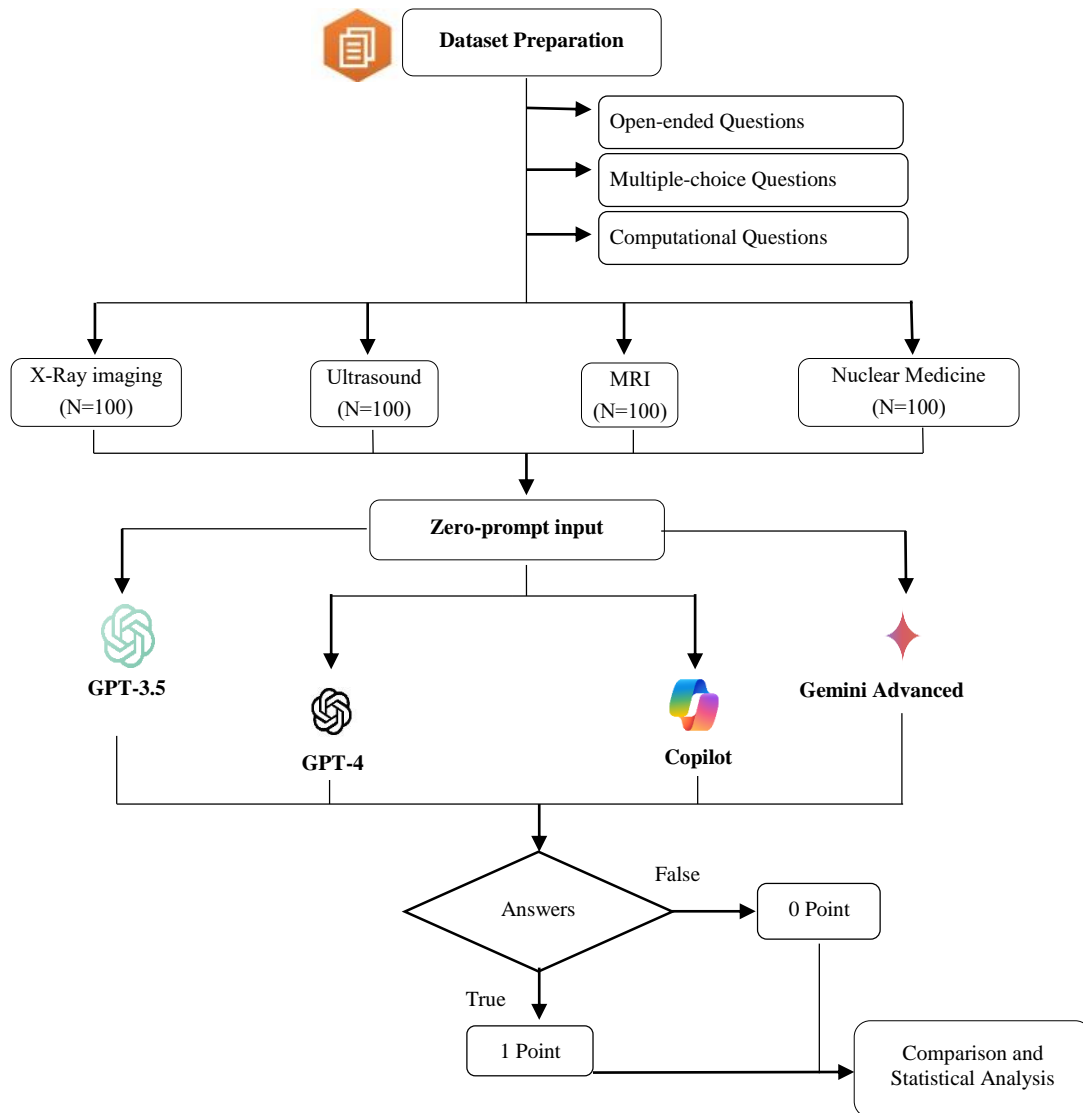 Dataset Preparation
Open-ended Questions
Multiple-choice Questions
Computational Questions
X-Ray imaging
(N=100)
Ultrasound
(N=100)
MRI
(N=100)
Nuclear Medicine
(N=100)
Zero-prompt input
GPT-3.5
GPT-4
Copilot
Gemini Advanced
Answers
False
0 Point
True
1 Point
Comparison and
Statistical Analysis